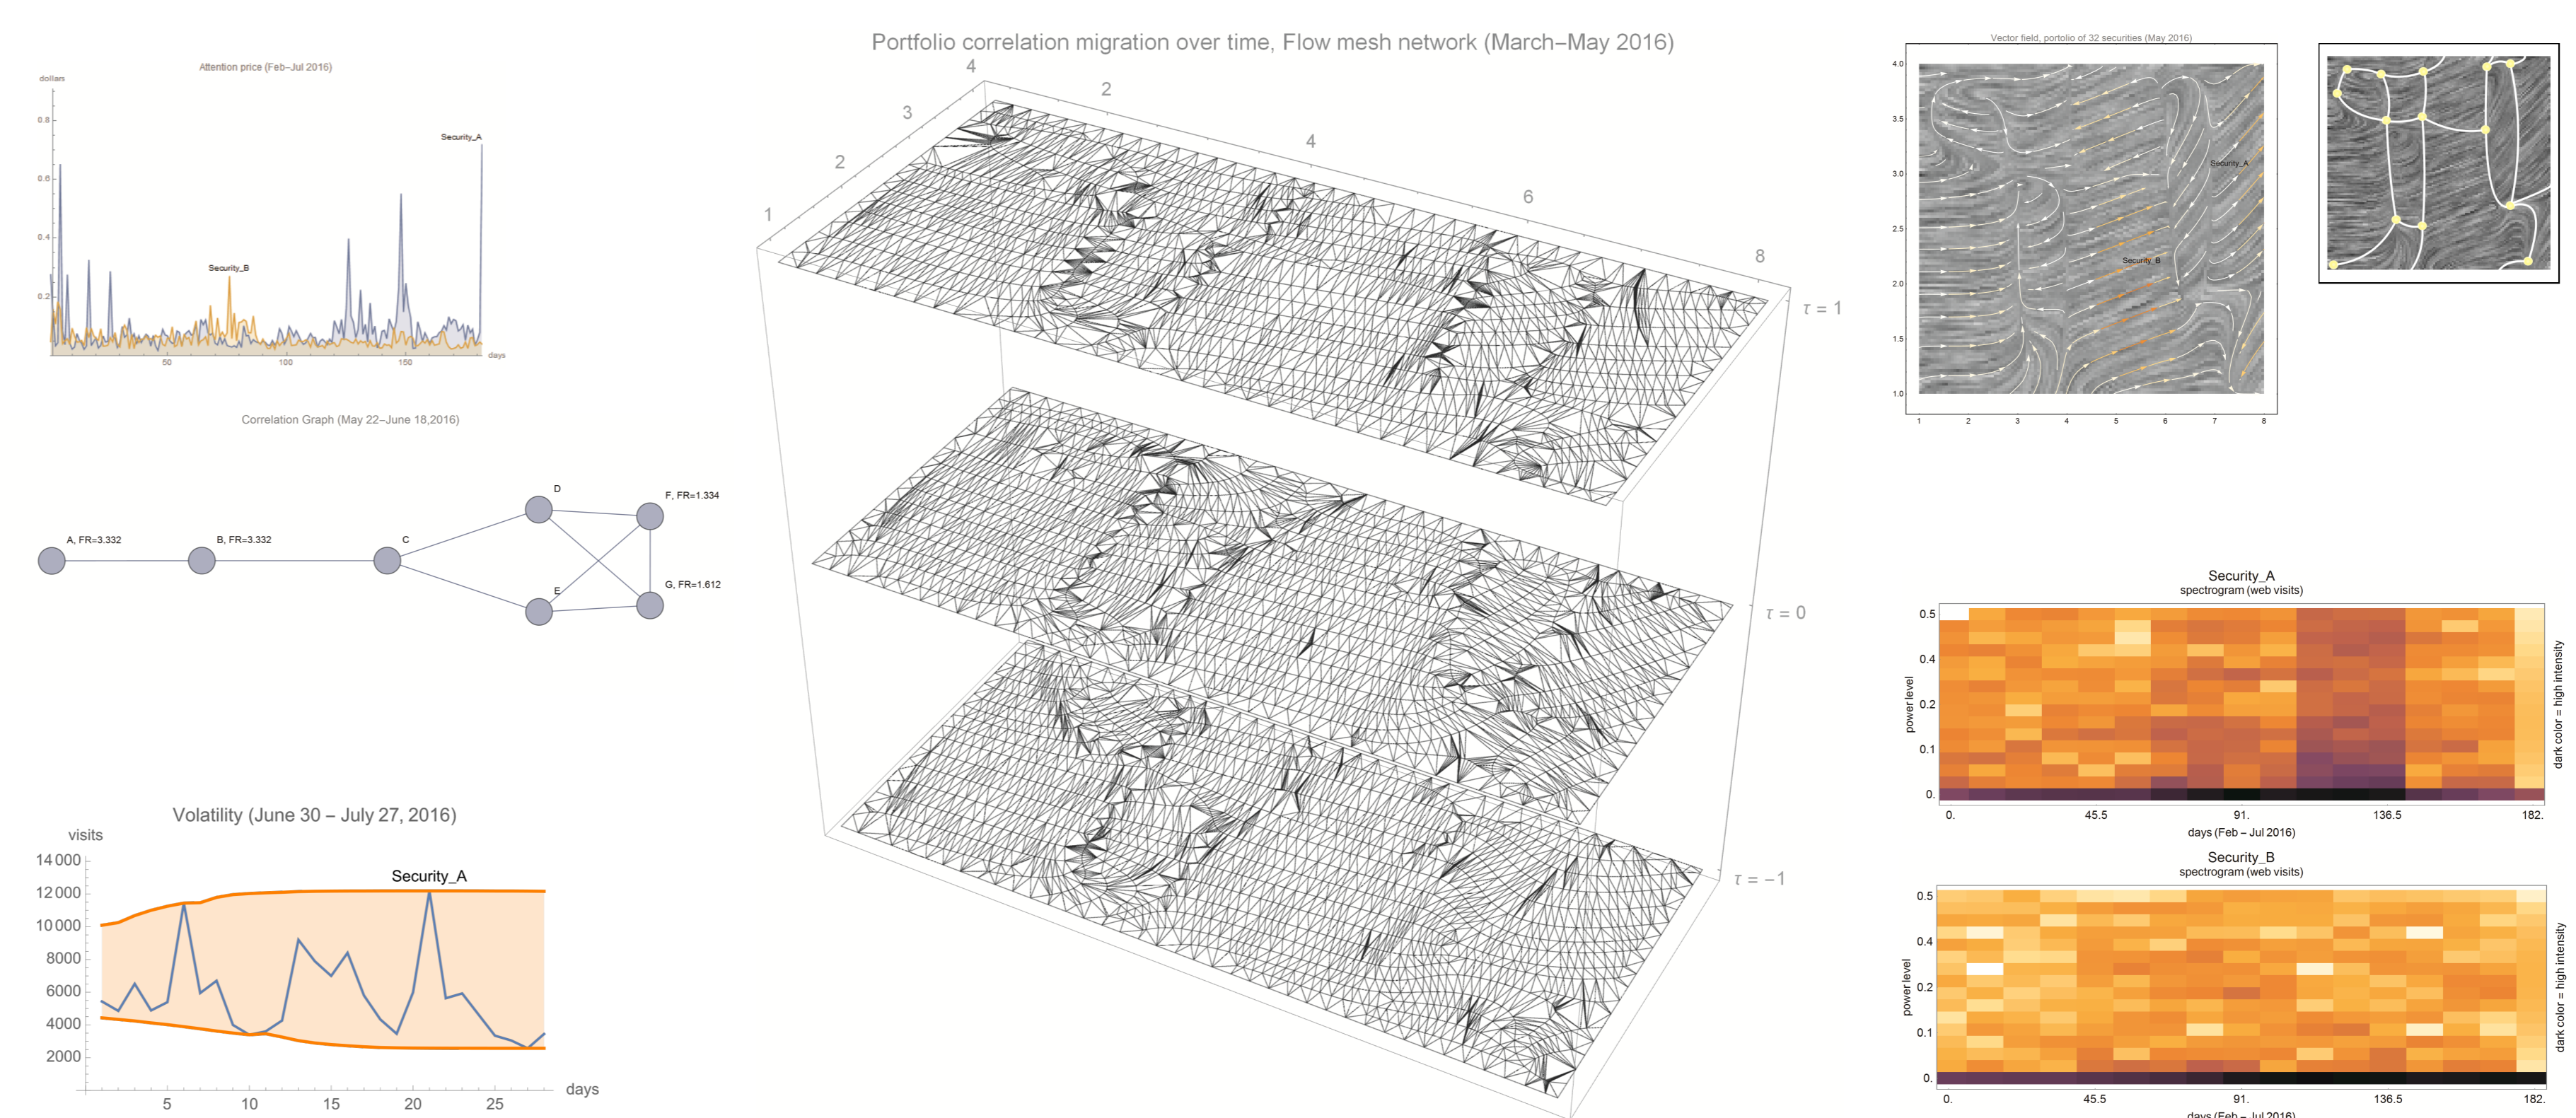 Attention price (Feb–Jul 2016)
dollars
0.8
0.6
0.4
0.2
Security_A
Security_B
50
100
150
days
Correlation Graph (May 22–June 18,2016)
A, FR=3.332
B, FR=3.332
C
D
E
F, FR=1.334
G, FR=1.612
Volatility (June 30 – July 27, 2016)
visits
14 000
12 000
10 000
8000
6000
4000
2000
Security_A
5
10
15
20
25
days
Portfolio correlation migration over time, Flow mesh network (March–May 2016)
4
3
2
1
2
4
6
8
τ = 1
τ = 0
τ = −1
Vector field, portolio of 32 securities (May 2016)
4.0
3.5
3.0
2.5
2.0
1.5
1.0
Security_A
Security_B
1
2
3
4
5
6
7
8
Security_A
spectrogram (web visits)
power level
0.5
0.4
0.2
0.1
0.
0.
45.5
91.
136.5
182.
days (Feb – Jul 2016)
dark color = high intensity
Security_B
spectrogram (web visits)
power level
0.5
0.4
0.2
0.1
0.
0.
45.5
91.
136.5
182.
days (Feb – Jul 2016)
dark color = high intensity